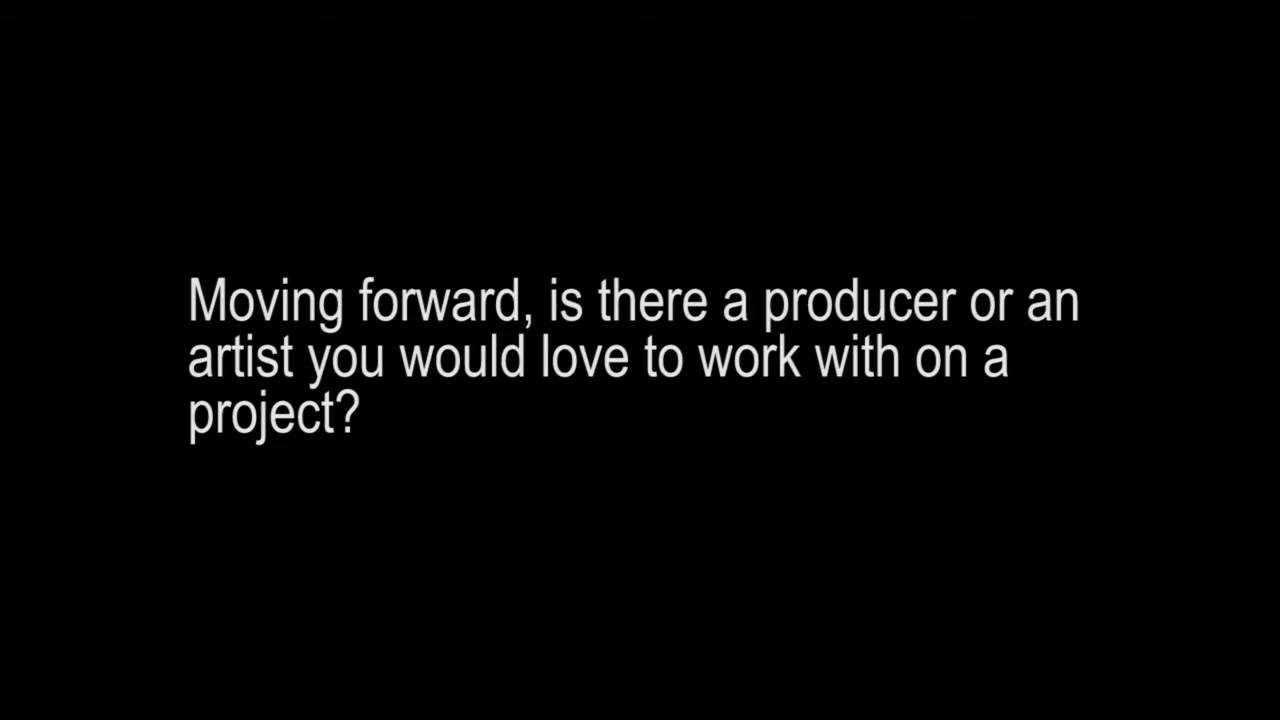 Moving forward, is there a producer or an
artist you would love to work with on a
project?